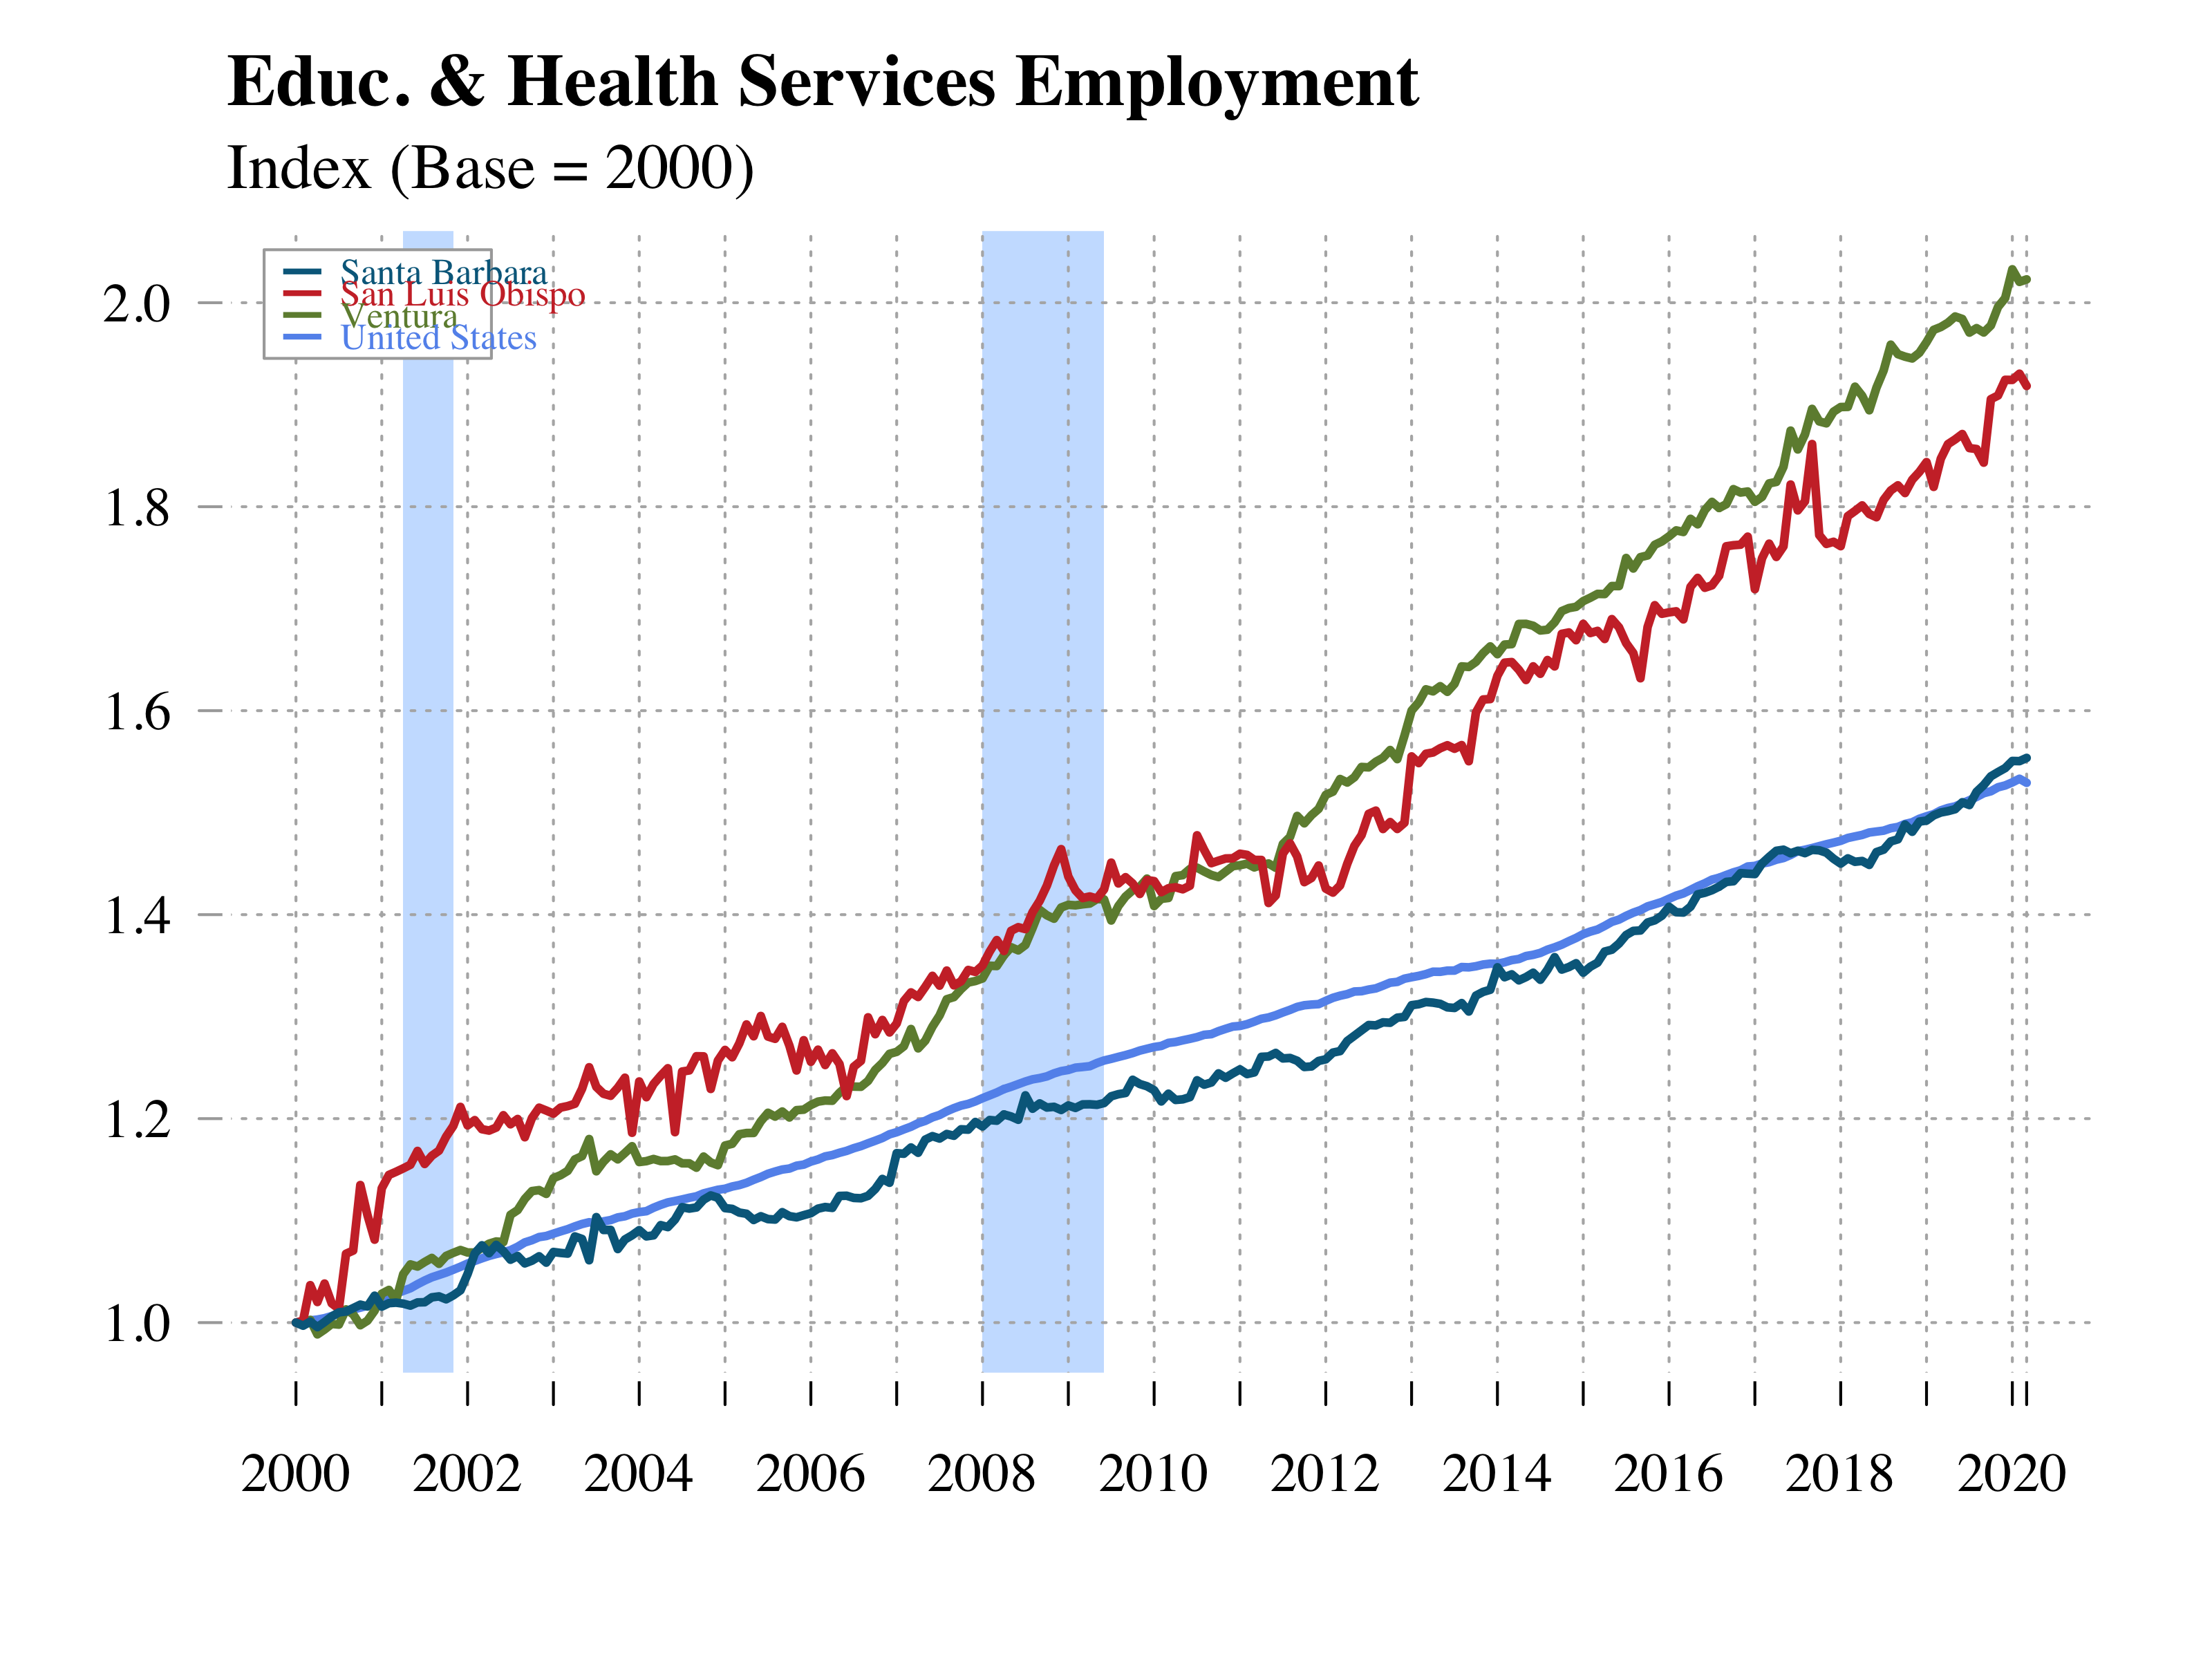 Educ. & Health Services Employment
Index (Base = 2000)
Santa Barbara
San Luis Obispo
Ventura
United States
2.0
1.8
1.6
1.4
1.2
1.0
2000 2002 2004 2006 2008 2010 2012 2014 2016 2018 2020